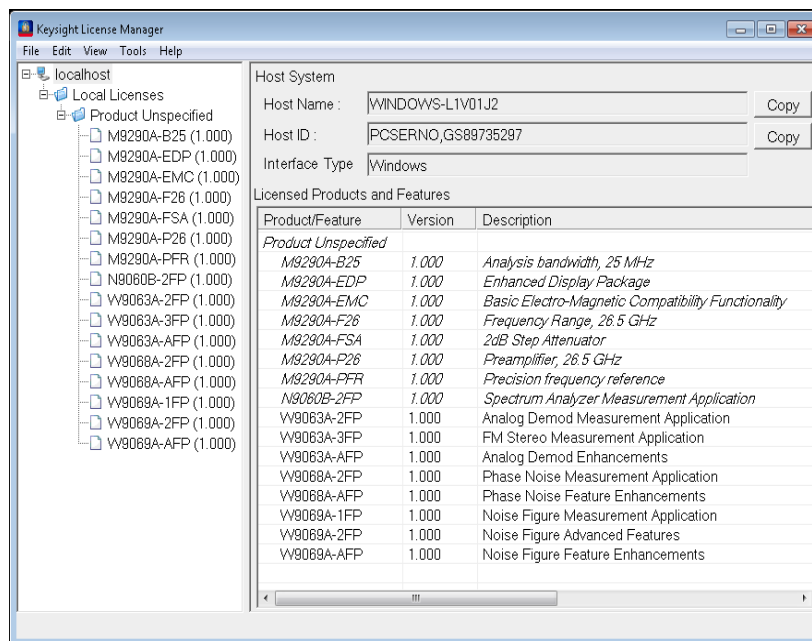 Keysight License Manager
File Edit View Tools Help
localhost
Local Licenses
Product Unspecified
M9290A-B25 (1.000)
M9290A-EDP (1.000)
M9290A-EMC (1.000)
M9290A-F26 (1.000)
M9290A-FSA (1.000)
M9290A-P26 (1.000)
M9290A-PFR (1.000)
N9060B-2FP (1.000)
W9063A-2FP (1.000)
W9063A-3FP (1.000)
W9063A-AFP (1.000)
W9068A-2FP (1.000)
W9068A-AFP (1.000)
W9069A-1FP (1.000)
W9069A-2FP (1.000)
W9069A-AFP (1.000)
Host System
Host Name : WINDOWS-L1V01J2 Copy
Host ID : PCSERNO,GS89735297 Copy
Interface Type Windows
Licensed Products and Features
Product/Feature Version Description
Product Unspecified
M9290A-B25 1.000 Analysis bandwidth, 25 MHz
M9290A-EDP 1.000 Enhanced Display Package
M9290A-EMC 1.000 Basic Electro-Magnetic Compatibility Functionality
M9290A-F26 1.000 Frequency Range, 26.5 GHz
M9290A-FSA 1.000 2dB Step Attenuator
M9290A-P26 1.000 Preamplifier, 26.5 GHz
M9290A-PFR 1.000 Precision frequency reference
N9060B-2FP 1.000 Spectrum Analyzer Measurement Application
W9063A-2FP 1.000 Analog Demod Measurement Application
W9063A-3FP 1.000 FM Stereo Measurement Application
W9063A-AFP 1.000 Analog Demod Enhancements
W9068A-2FP 1.000 Phase Noise Measurement Application
W9068A-AFP 1.000 Phase Noise Feature Enhancements
W9069A-1FP 1.000 Noise Figure Measurement Application
W9069A-2FP 1.000 Noise Figure Advanced Features
W9069A-AFP 1.000 Noise Figure Feature Enhancements